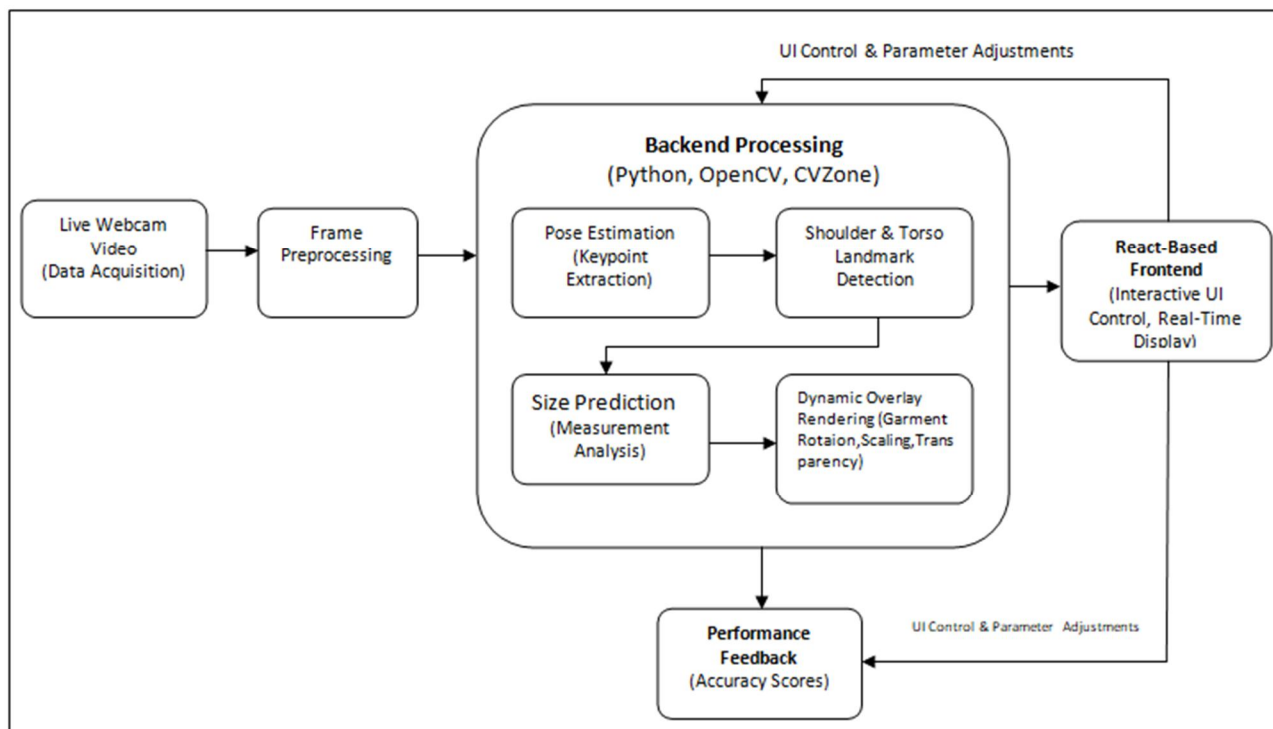 UI Control & Parameter Adjustments
Backend Processing
(Python, OpenCV, CVZone)
Live Webcam
Video
(Data Acquisition)
Frame
Preprocessing
Pose Estimation
(Keypoint
Extraction)
Shoulder & Torso
Landmark
Detection
React-Based
Frontend
(Interactive UI
Control, Real-Time
Display)
Size Prediction
(Measurement
Analysis)
Dynamic Overlay
Rendering (Garment
Rotaion,Scaling,Trans
parency)
Performance
Feedback
(Accuracy Scores)
UI Control & Parameter Adjustments